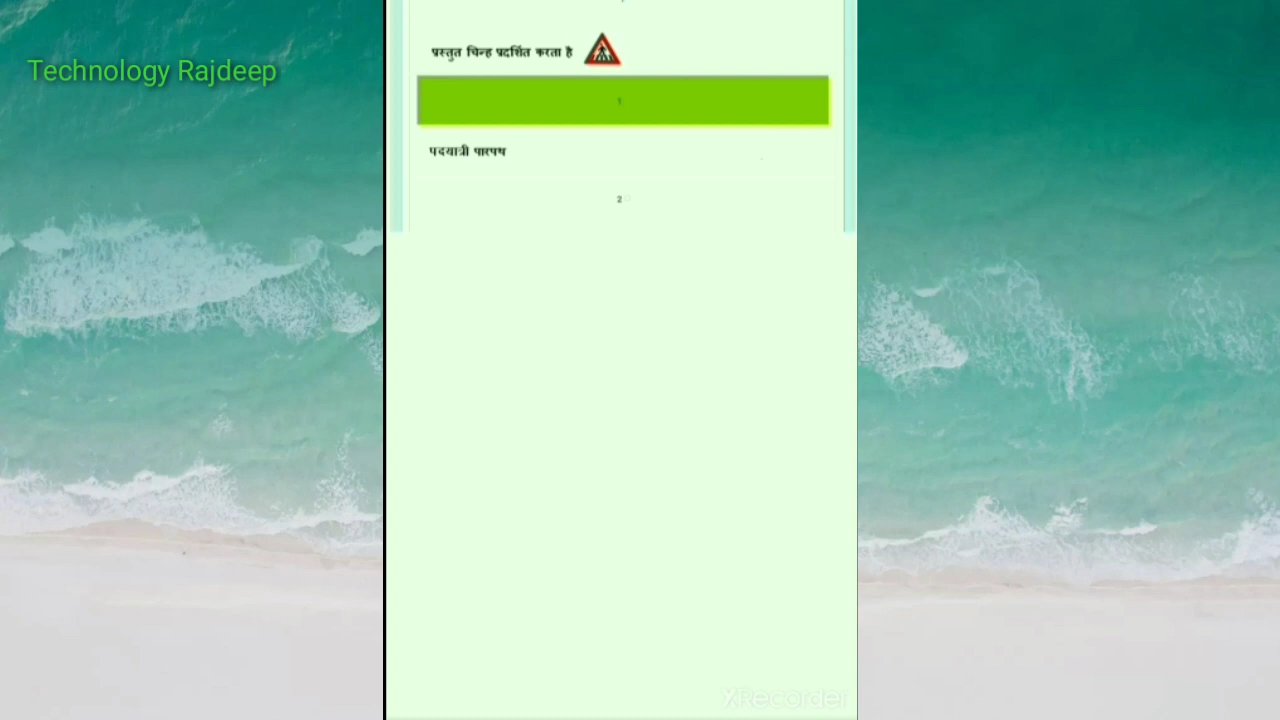 Technology Rajdeep
प्रस्तुत चिन्ह प्रदर्शित करता है
1
पदयात्री पारपथ
2
XRecorder